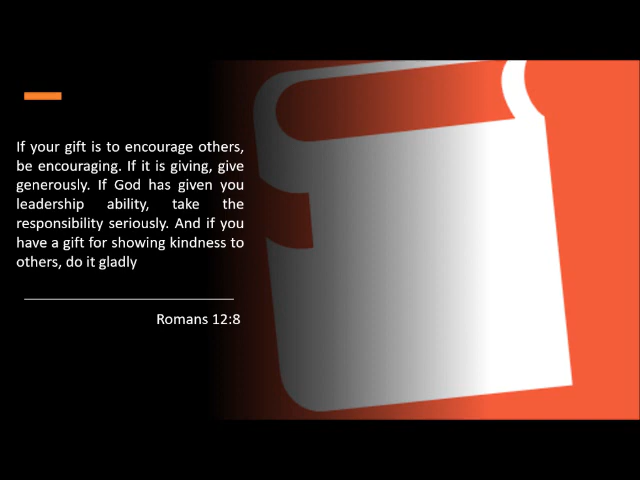 If your gift is to encourage others,
be encouraging. If it is giving, give
generously. If God has given you
leadership ability, take the
responsibility seriously. And if you
have a gift for showing kindness to
others, do it gladly
Romans 12:8